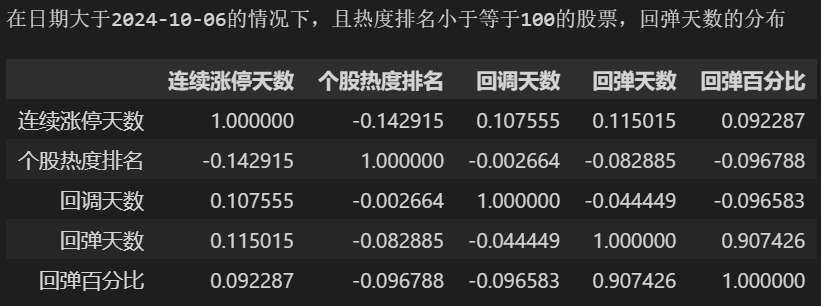 在日期大于2024-10-06的情况下，且热度排名小于等于100的股票，回弹天数的分布
连续涨停天数 个股热度排名 回调天数 回弹天数 回弹百分比
连续涨停天数 1.000000 -0.142915 0.107555 0.115015 0.092287
个股热度排名 -0.142915 1.000000 -0.002664 -0.082885 -0.096788
回调天数 0.107555 -0.002664 1.000000 -0.044449 -0.096583
回弹天数 0.115015 -0.082885 -0.044449 1.000000 0.907426
回弹百分比 0.092287 -0.096788 -0.096583 0.907426 1.000000